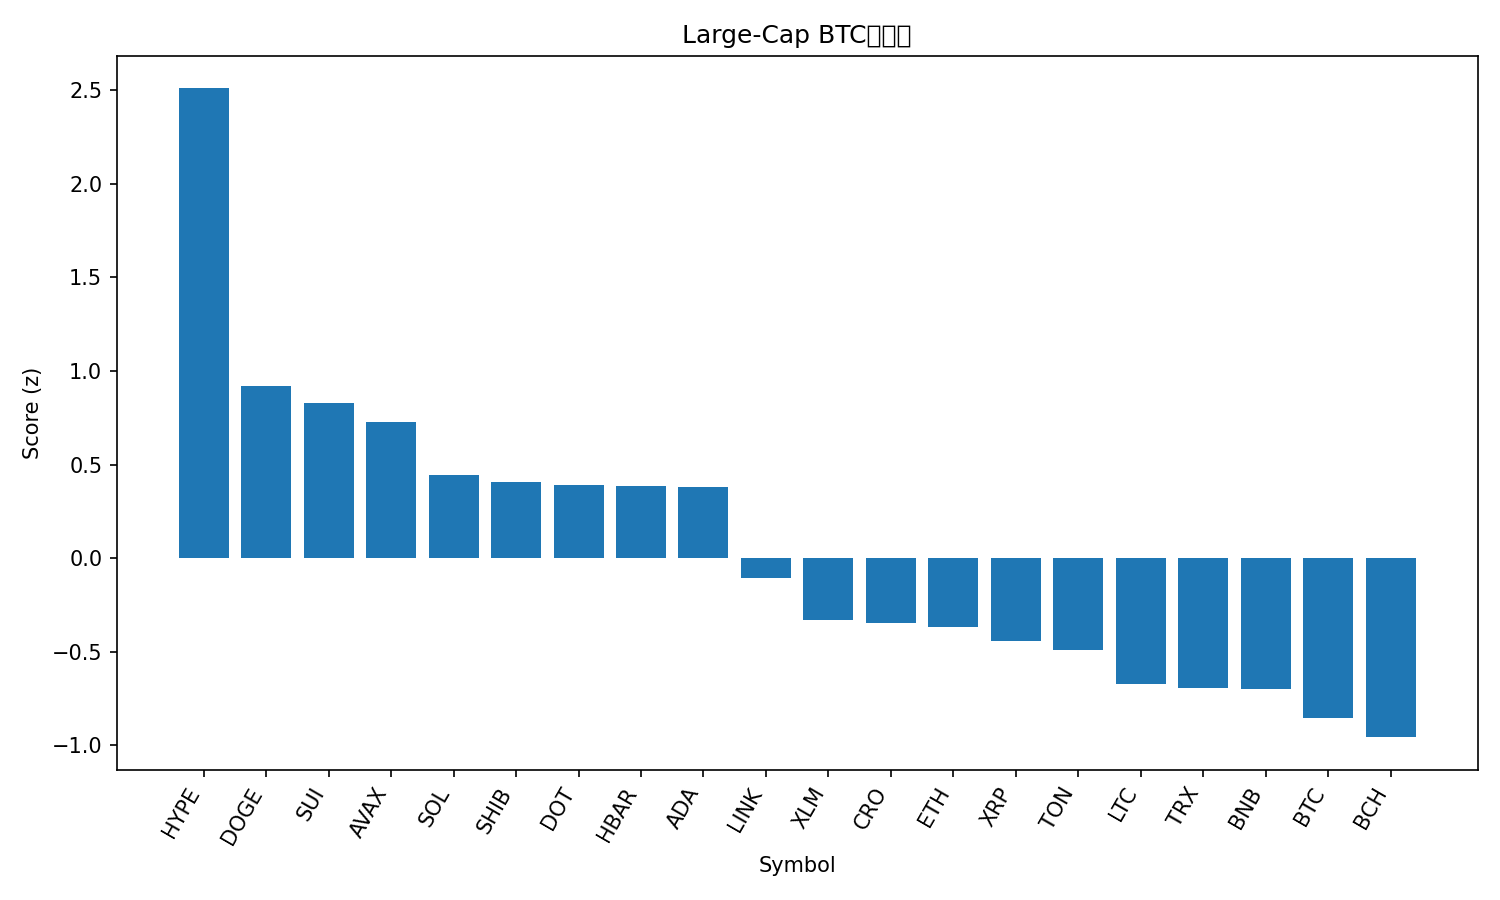 Large-Cap BTC
Score (z)
2.5
2.0
1.5
1.0
0.5
0.0
−0.5
−1.0
HYPE
DOGE
SUI
AVAX
SOL
SHIB
DOT
HBAR
ADA
LINK
XLM
CRO
ETH
XRP
TON
LTC
TRX
BNB
BTC
BCH
Symbol